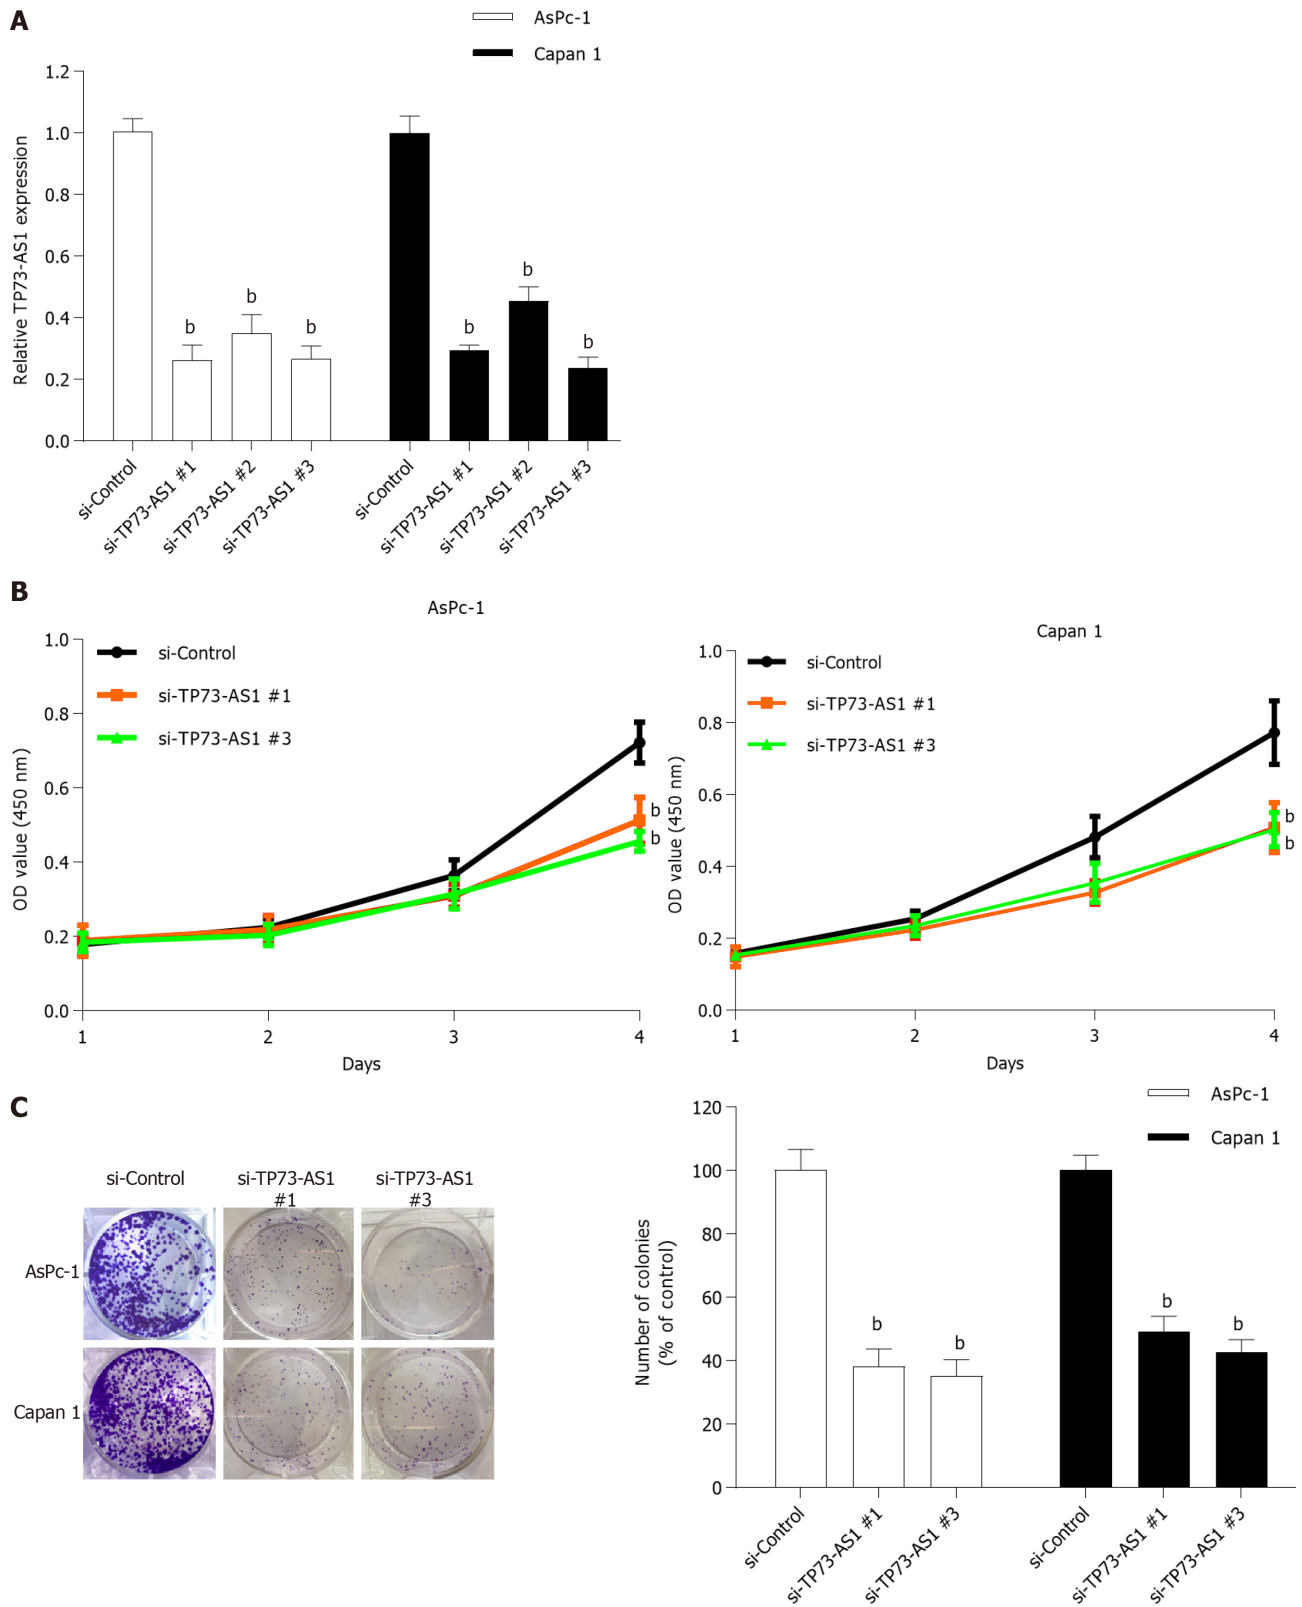 A
AsPc-1
Capan 1
Relative TP73-AS1 expression
1.2
1.0
0.8
0.6
0.4
0.2
0.0
b
b
b
b
b
b
si-Control
si-TP73-AS1 #1
si-TP73-AS1 #2
si-TP73-AS1 #3
si-Control
si-TP73-AS1 #1
si-TP73-AS1 #2
si-TP73-AS1 #3
B
AsPc-1
si-Control
si-TP73-AS1 #1
si-TP73-AS1 #3
OD value (450 nm)
1.0
0.8
0.6
0.4
0.2
0.0
b
b
1
2
3
4
Days
Capan 1
si-Control
si-TP73-AS1 #1
si-TP73-AS1 #3
OD value (450 nm)
1.0
0.8
0.6
0.4
0.2
0.0
b
b
1
2
3
4
Days
C
si-Control
si-TP73-AS1
#1
si-TP73-AS1
#3
AsPc-1
Capan 1
AsPc-1
Capan 1
Number of colonies
(% of control)
120
100
80
60
40
20
0
b
b
b
b
si-Control
si-TP73-AS1 #1
si-TP73-AS1 #3
si-Control
si-TP73-AS1 #1
si-TP73-AS1 #3